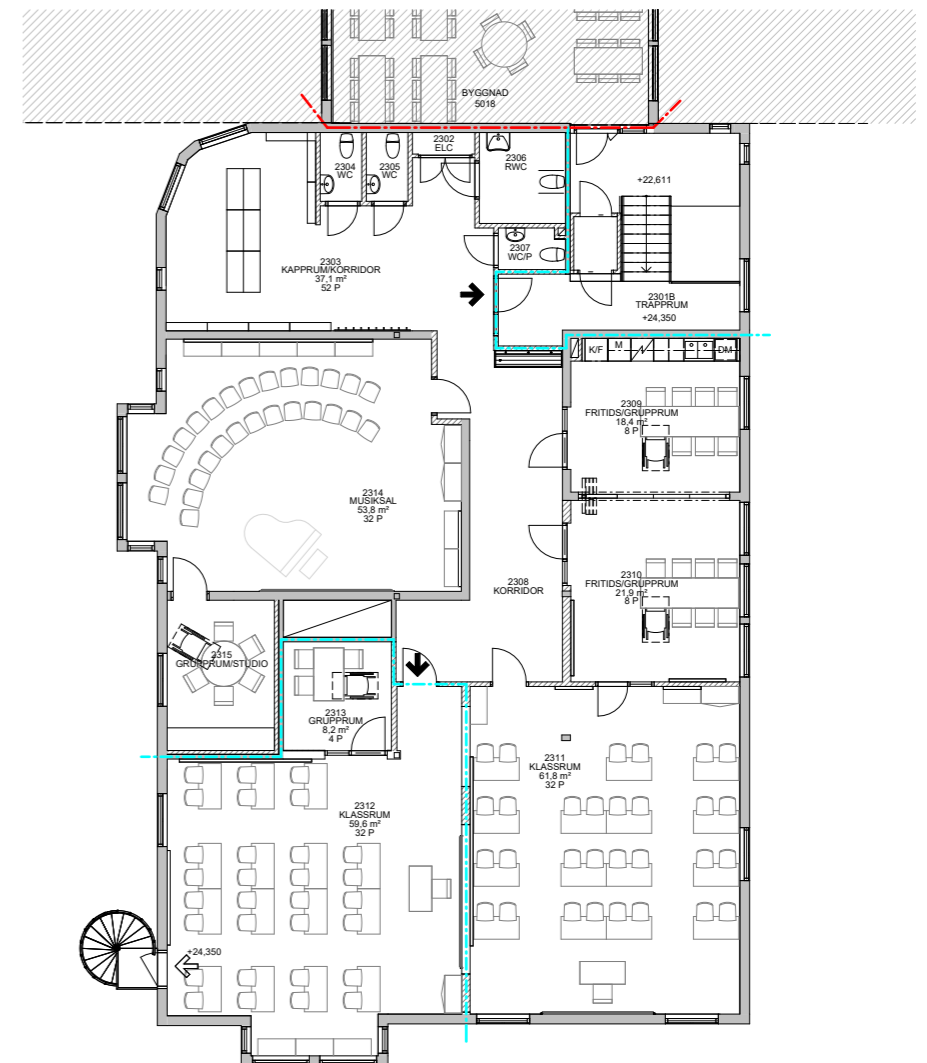 BYGGNAD
5018
2302
ELC
2304
WC
2305
WC
2306
RWC
+22,611
2307
WC/P
2303
KAPPRUM/KORRIDOR
37,1 m²
52 P
2301B
TRAPPRUM
+24,350
K/F
M
DM
2309
FRITIDS/GRUPPRUM
18,4 m²
8 P
2314
MUSIKSAL
53,8 m²
32 P
2308
KORRIDOR
2310
FRITIDS/GRUPPRUM
21,9 m²
8 P
2315
GRUPPRUM/STUDIO
2313
GRUPPRUM
8,2 m²
4 P
2311
KLASSRUM
61,8 m²
32 P
2312
KLASSRUM
59,6 m²
32 P
+24,350